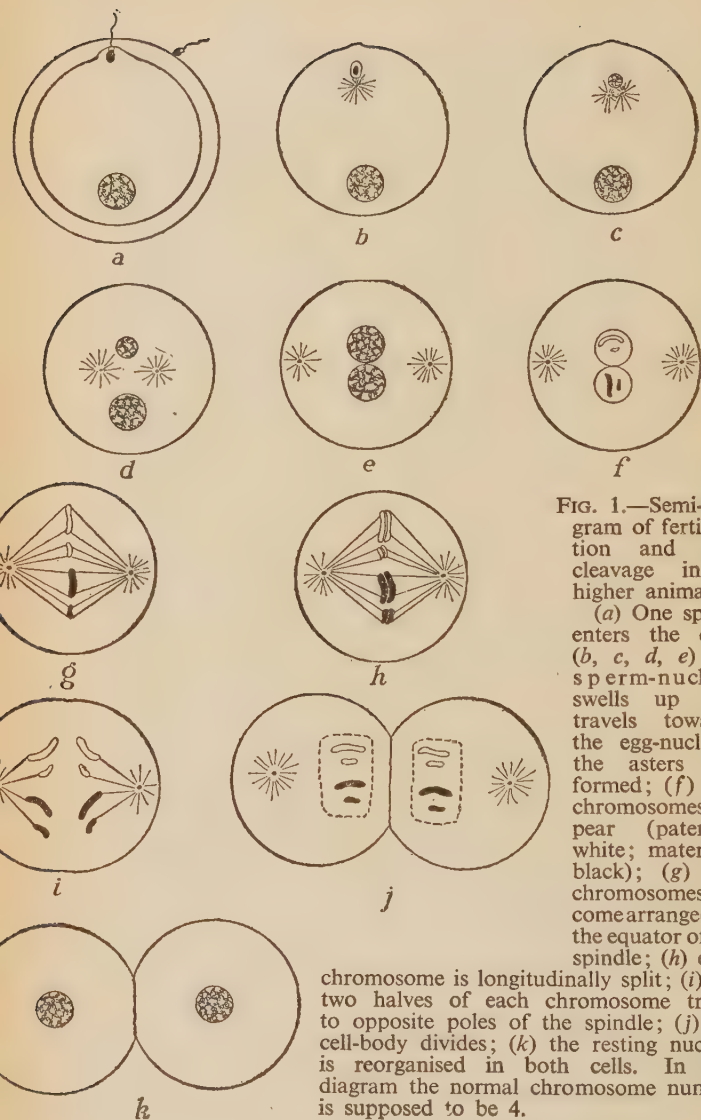 a
b
c
d
e
f
g
h
i
j
k
FIG. 1.—Semi-
gram of ferti
tion and
cleavage in
higher anima
(a) One sp
enters the
(b, c, d, e)
sperm-nucl
swells up
travels towa
the egg-nucl
the asters
formed; (f)
chromosomes
pear (pater
white; mater
black); (g)
chromosomes
come arrange
the equator of
spindle; (h)
chromosome is longitudinally split; (i)
two halves of each chromosome tr
to opposite poles of the spindle; (j)
cell-body divides; (k) the resting nuc
is reorganised in both cells. In
diagram the normal chromosome num
is supposed to be 4.